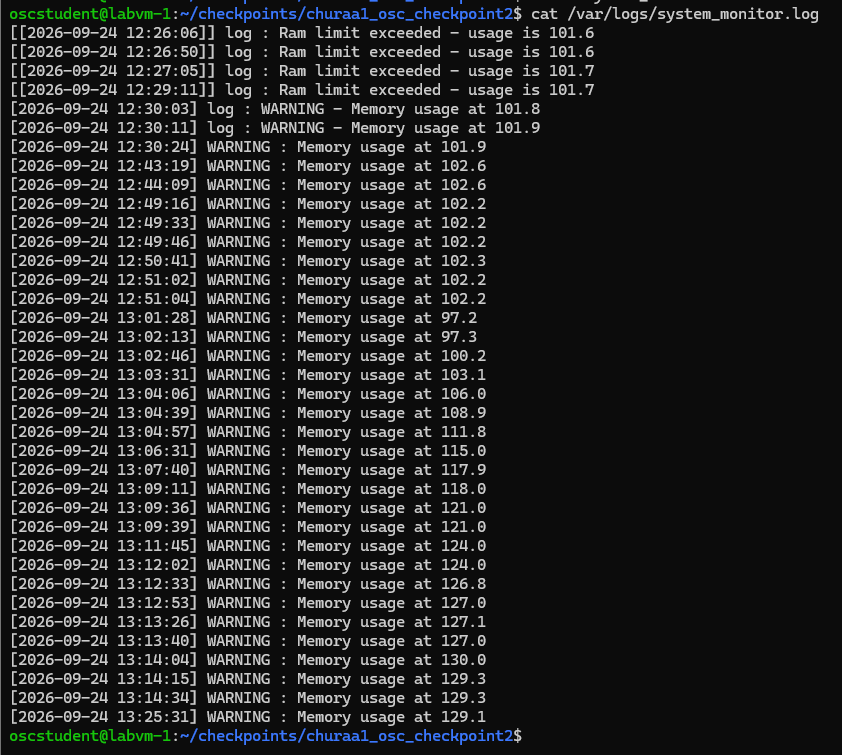 oscstudent@labvm-1:~/checkpoints/churaa1_osc_checkpoint2$ cat /var/logs/system_monitor.log
[[2026-09-24 12:26:06]] log : Ram limit exceeded - usage is 101.6
[[2026-09-24 12:26:50]] log : Ram limit exceeded - usage is 101.6
[[2026-09-24 12:27:05]] log : Ram limit exceeded - usage is 101.7
[[2026-09-24 12:29:11]] log : Ram limit exceeded - usage is 101.7
[2026-09-24 12:30:03] log : WARNING - Memory usage at 101.8
[2026-09-24 12:30:11] log : WARNING - Memory usage at 101.9
[2026-09-24 12:30:24] WARNING : Memory usage at 101.9
[2026-09-24 12:43:19] WARNING : Memory usage at 102.6
[2026-09-24 12:44:09] WARNING : Memory usage at 102.6
[2026-09-24 12:49:16] WARNING : Memory usage at 102.2
[2026-09-24 12:49:33] WARNING : Memory usage at 102.2
[2026-09-24 12:49:46] WARNING : Memory usage at 102.2
[2026-09-24 12:50:41] WARNING : Memory usage at 102.3
[2026-09-24 12:51:02] WARNING : Memory usage at 102.2
[2026-09-24 12:51:04] WARNING : Memory usage at 102.2
[2026-09-24 13:01:28] WARNING : Memory usage at 97.2
[2026-09-24 13:02:13] WARNING : Memory usage at 97.3
[2026-09-24 13:02:46] WARNING : Memory usage at 100.2
[2026-09-24 13:03:31] WARNING : Memory usage at 103.1
[2026-09-24 13:04:06] WARNING : Memory usage at 106.0
[2026-09-24 13:04:39] WARNING : Memory usage at 108.9
[2026-09-24 13:04:57] WARNING : Memory usage at 111.8
[2026-09-24 13:06:31] WARNING : Memory usage at 115.0
[2026-09-24 13:07:40] WARNING : Memory usage at 117.9
[2026-09-24 13:09:11] WARNING : Memory usage at 118.0
[2026-09-24 13:09:36] WARNING : Memory usage at 121.0
[2026-09-24 13:09:39] WARNING : Memory usage at 121.0
[2026-09-24 13:11:45] WARNING : Memory usage at 124.0
[2026-09-24 13:12:02] WARNING : Memory usage at 124.0
[2026-09-24 13:12:33] WARNING : Memory usage at 126.8
[2026-09-24 13:12:53] WARNING : Memory usage at 127.0
[2026-09-24 13:13:26] WARNING : Memory usage at 127.1
[2026-09-24 13:13:40] WARNING : Memory usage at 127.0
[2026-09-24 13:14:04] WARNING : Memory usage at 130.0
[2026-09-24 13:14:15] WARNING : Memory usage at 129.3
[2026-09-24 13:14:34] WARNING : Memory usage at 129.3
[2026-09-24 13:25:31] WARNING : Memory usage at 129.1
oscstudent@labvm-1:~/checkpoints/churaa1_osc_checkpoint2$